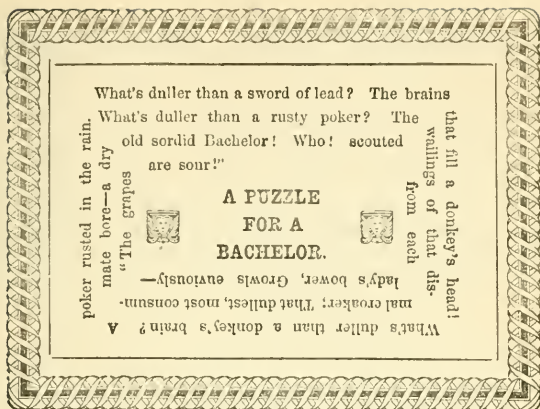 What's duller than a sword of lead? The brains
that fill a donkey's head!
What's duller than a donkey's brain? A
poker rusted in the rain.
What's duller than a rusty poker? The
wailings of that dis-
mal croaker; That dullest, most consum-
mate bore—a dry
old sordid Bachelor! Who! scouted
from each
lady's bower, Growls enviously—
"The grapes
are sour!"
A PUZZLE
FOR A
BACHELOR.